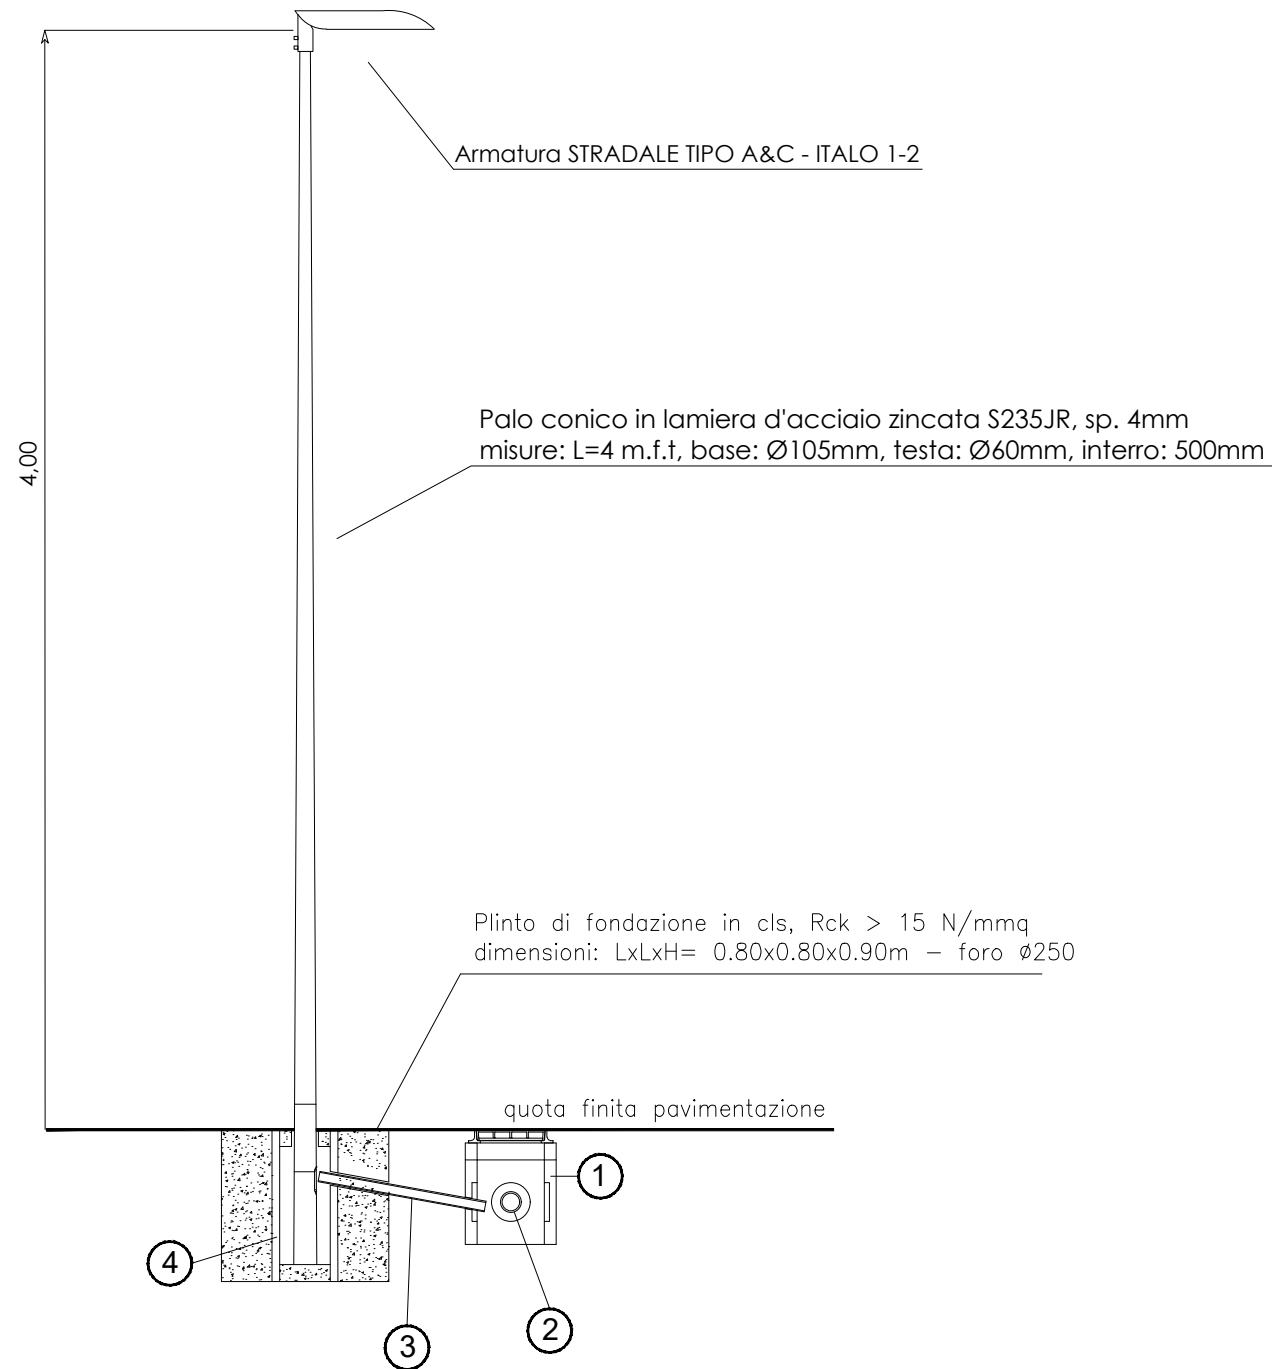 Armatura STRADALE TIPO A&C - ITALO 1-2
4,00
Palo conico in lamiera d'acciaio zincata S235JR, sp. 4mm
misure: L=4 m.f.t, base: Ø105mm, testa: Ø60mm, interro: 500mm
Plinto di fondazione in cls, Rck > 15 N/mmq
dimensioni: LxLxH= 0.80x0.80x0.90m – foro ø250
quota finita pavimentazione
1
4
2
3